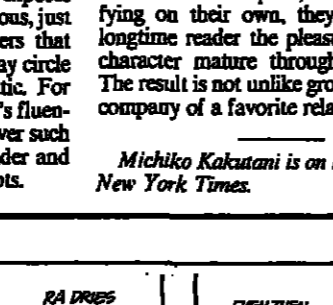 ous, just
ers that
ay circle
tic. For
's fluen-
ver such
der and
ots.
fying on their own, they
longtime reader the pleas
character mature through
The result is not unlike gro
company of a favorite rela
Michiko Kakutani is on
New York Times.
RA DRIES